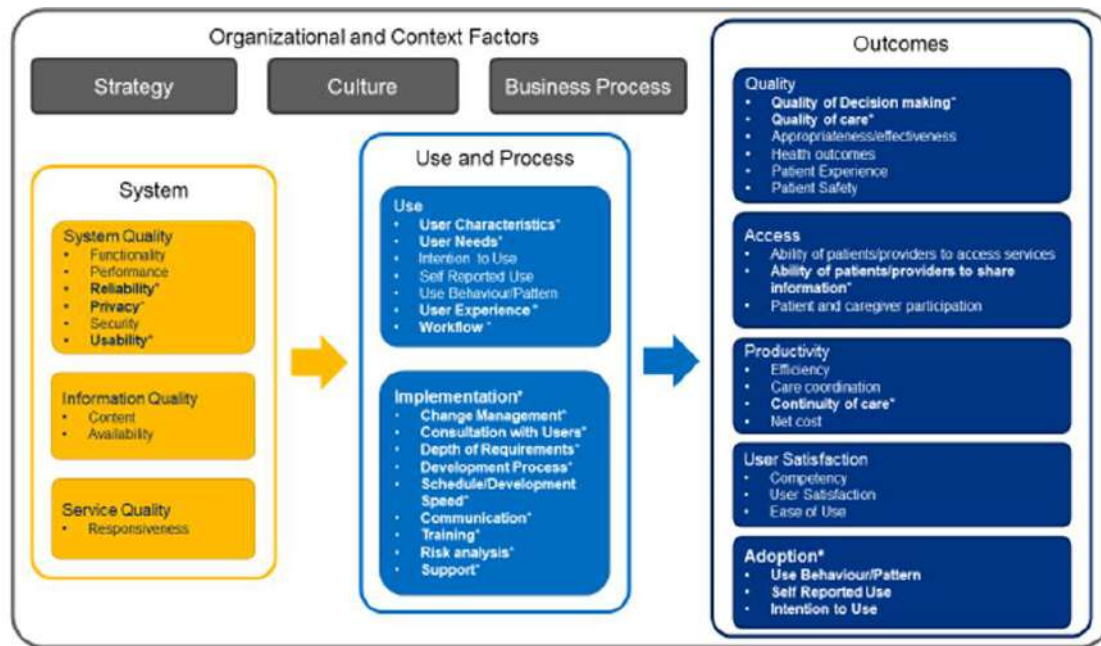 Organizational and Context Factors
Strategy
Culture
Business Process
System
System Quality
• Functionality
• Performance
• Reliability*
• Privacy*
• Security
• Usability*
Information Quality
• Content
• Availability
Service Quality
• Responsiveness
Use and Process
Use
• User Characteristics*
• User Needs*
• Intention to Use
• Self Reported Use
• Use Behaviour/Pattern
• User Experience*
• Workflow*
Implementation*
• Change Management*
• Consultation with Users*
• Depth of Requirements*
• Development Process*
• Schedule/Development
Speed*
• Communication*
• Training*
• Risk analysis*
• Support*
Outcomes
Quality
• Quality of Decision making*
• Quality of care*
• Appropriateness/effectiveness
• Health outcomes
• Patient Experience
• Patient Safety
Access
• Ability of patients/providers to access services
• Ability of patients/providers to share
information*
• Patient and caregiver participation
Productivity
• Efficiency
• Care coordination
• Continuity of care*
• Net cost
User Satisfaction
• Competency
• User Satisfaction
• Ease of Use
Adoption*
• Use Behaviour/Pattern
• Self Reported Use
• Intention to Use